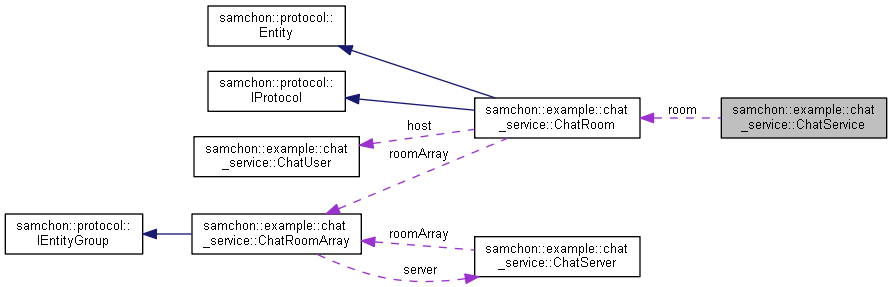 samchon::protocol::
Entity
samchon::protocol::
IProtocol
samchon::example::chat
_service::ChatRoom
room
samchon::example::chat
_service::ChatService
host
samchon::example::chat
_service::ChatUser
roomArray
samchon::protocol::
IEntityGroup
samchon::example::chat
_service::ChatRoomArray
roomArray
samchon::example::chat
_service::ChatServer
server